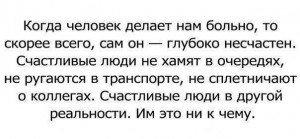 Когда человек делает нам больно, то
скорее всего, сам он — глубоко несчастен.
Счастливые люди не хамят в очередях,
не ругаются в транспорте, не сплетничают
о коллегах. Счастливые люди в другой
реальности. Им это ни к чему.